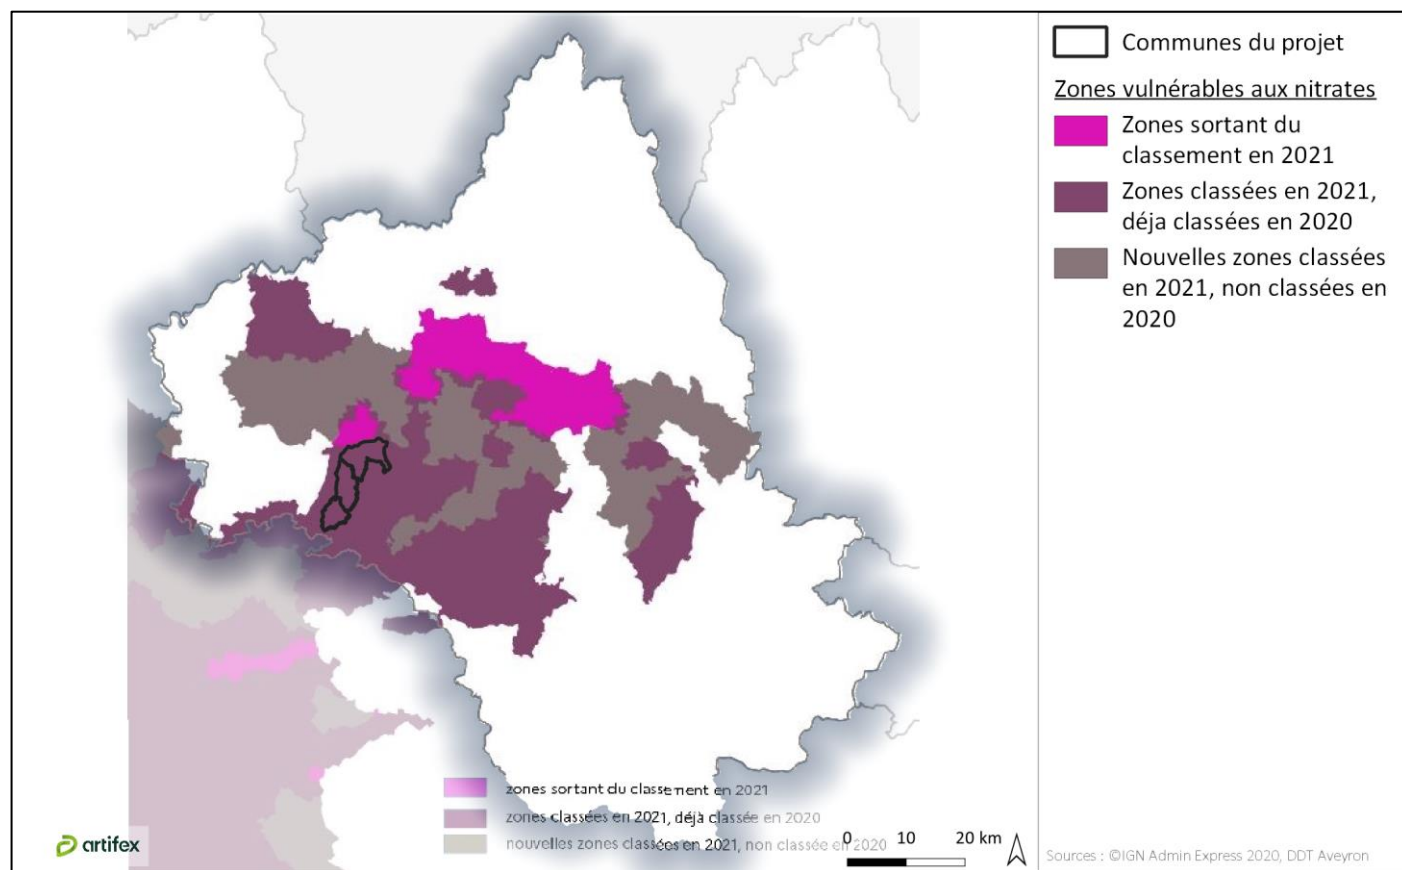 Communes du projet
Zones vulnérables aux nitrates
Zones sortant du
classement en 2021
Zones classées en 2021,
déja classées en 2020
Nouvelles zones classées
en 2021, non classées en
2020
zones sortant du classement en 2021
zones classées en 2021, déjà classée en 2020
nouvelles zones classées en 2021, non classée en 2020
0 10 20 km
artifex
Sources : ©IGN Admin Express 2020, DDT Aveyron